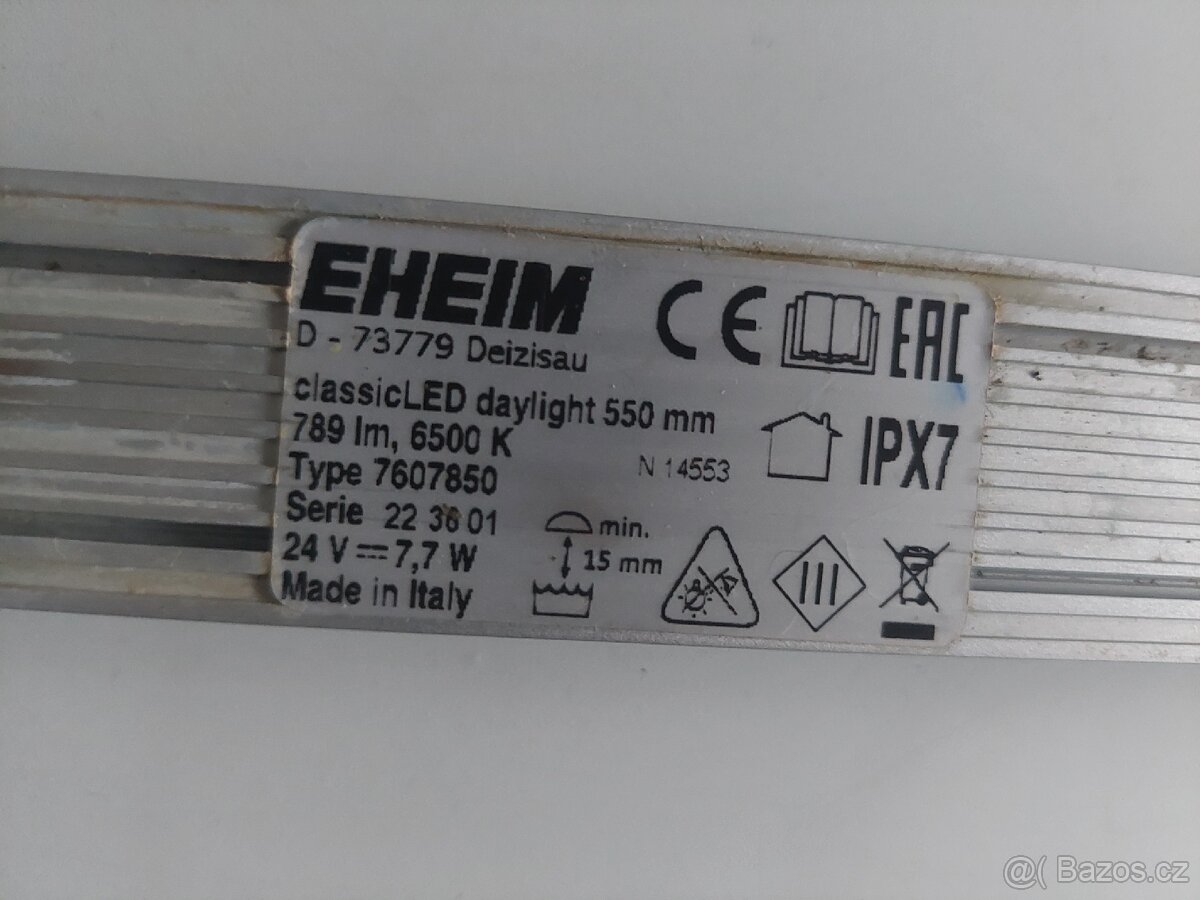 EHEIM
D - 73779 Deizisau
CE EAC
classicLED daylight 550 mm
789 lm, 6500 K
N 14553
IPX7
Type 7607850
Serie 22 36 01
24 V 7,7 W
min.
15 mm
III
Made in Italy
@( Bazos.cz